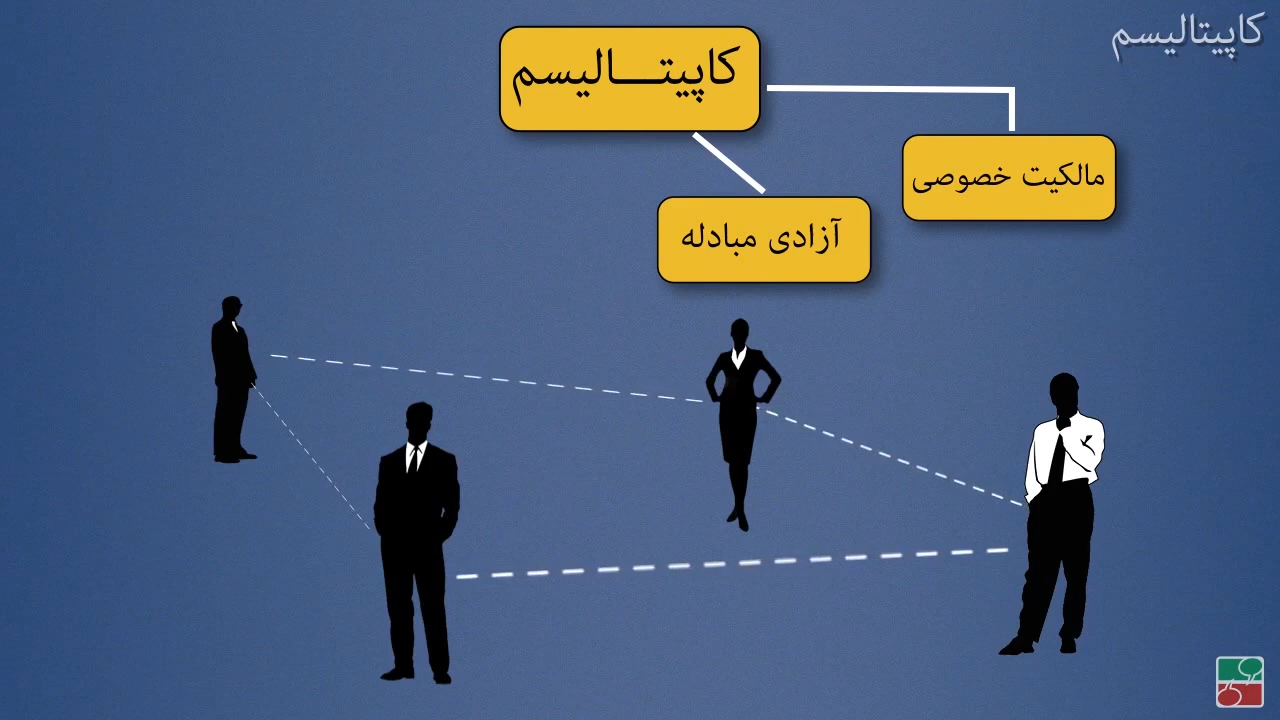 کاپیتالیسم
کاپیتـــالیسم
مالکیت خصوصی
آزادی مبادله